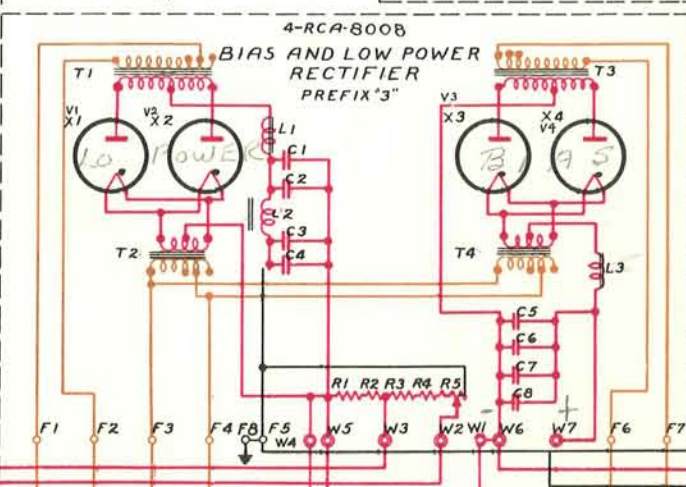 4-RCA-8008
BIAS AND LOW POWER
RECTIFIER
PREFIX "3"
T1
T3
V1
X1
V2
X2
V3
X3
X4
V4
LO POWER
BIAS
L1
C1
C2
L2
C3
C4
T2
T4
L3
C5
C6
C7
C8
R1 R2 R3 R4 R5
- +
F1 F2 F3 F4 F8 F5 W4 W5 W3 W2 W1 W6 W7 F6 F7